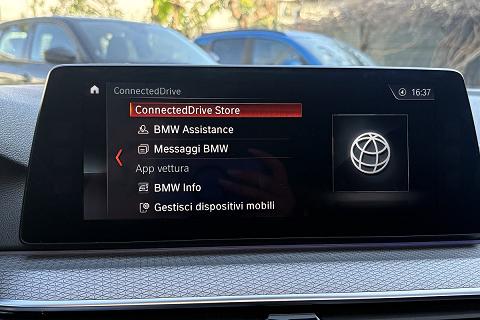 ConnectedDrive
16:37
ConnectedDrive Store
BMW Assistance
Messaggi BMW
App vettura
BMW Info
Gestisci dispositivi mobili